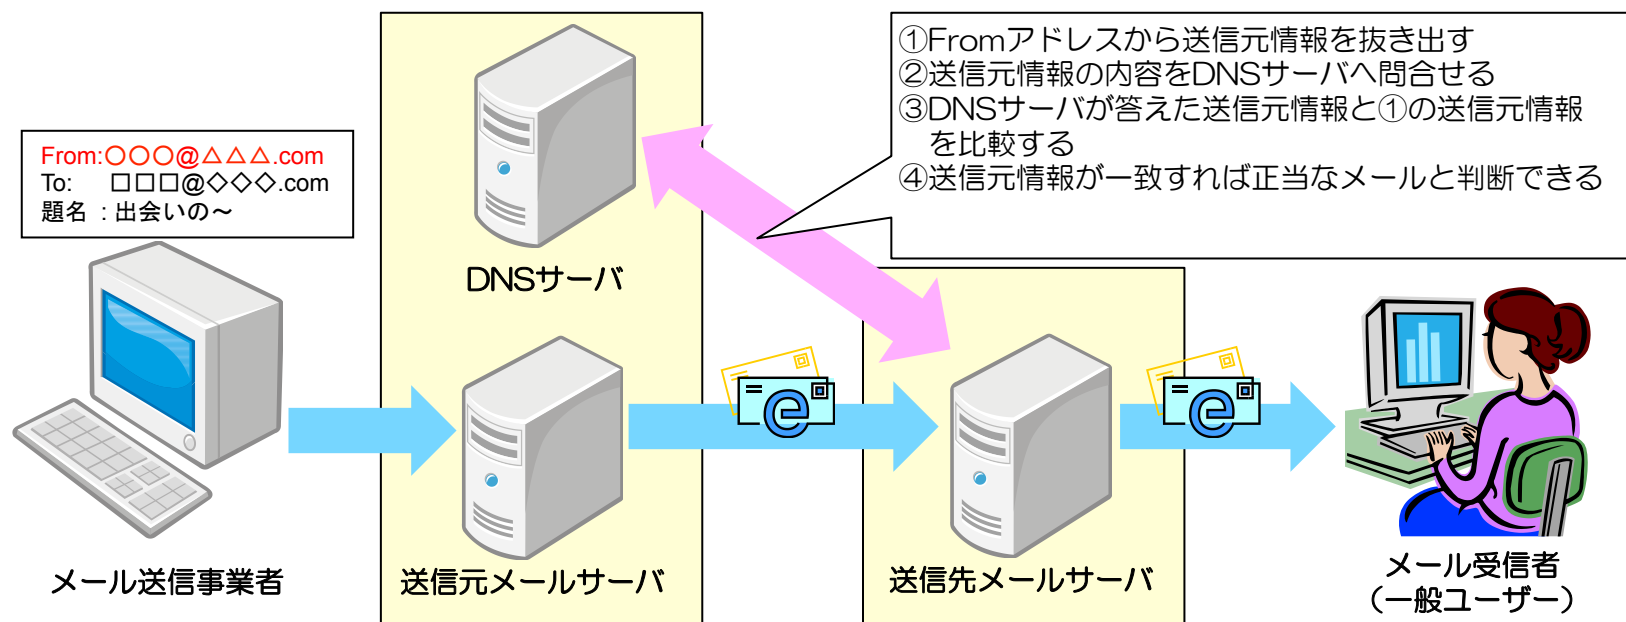 ①Fromアドレスから送信元情報を抜き出す
②送信元情報の内容をDNSサーバへ問合せる
③DNSサーバが答えた送信元情報と①の送信元情報
を比較する
④送信元情報が一致すれば正当なメールと判断できる
From:〇〇〇@△△△.com
To: □□□@◇◇◇.com
題名 : 出会いの～
DNSサーバ
メール送信事業者
送信元メールサーバ
送信先メールサーバ
メール受信者
（一般ユーザー）